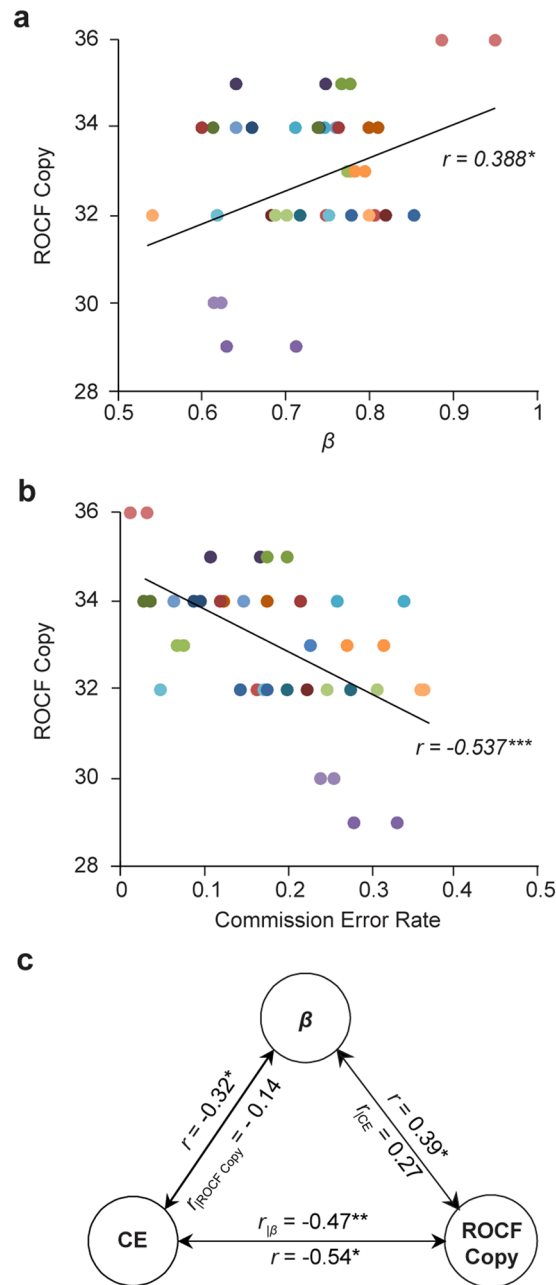 a
36
34
32
30
28
ROCF Copy
r = 0.388*
0.5
0.6
0.7
0.8
0.9
1
β
b
36
34
32
30
28
ROCF Copy
r = -0.537***
0
0.1
0.2
0.3
0.4
0.5
Commission Error Rate
c
β
r = -0.32*
r|ROCF Copy = - 0.14
r = 0.39*
r|CE = 0.27
CE
r|β = -0.47**
r = -0.54*
ROCF
Copy